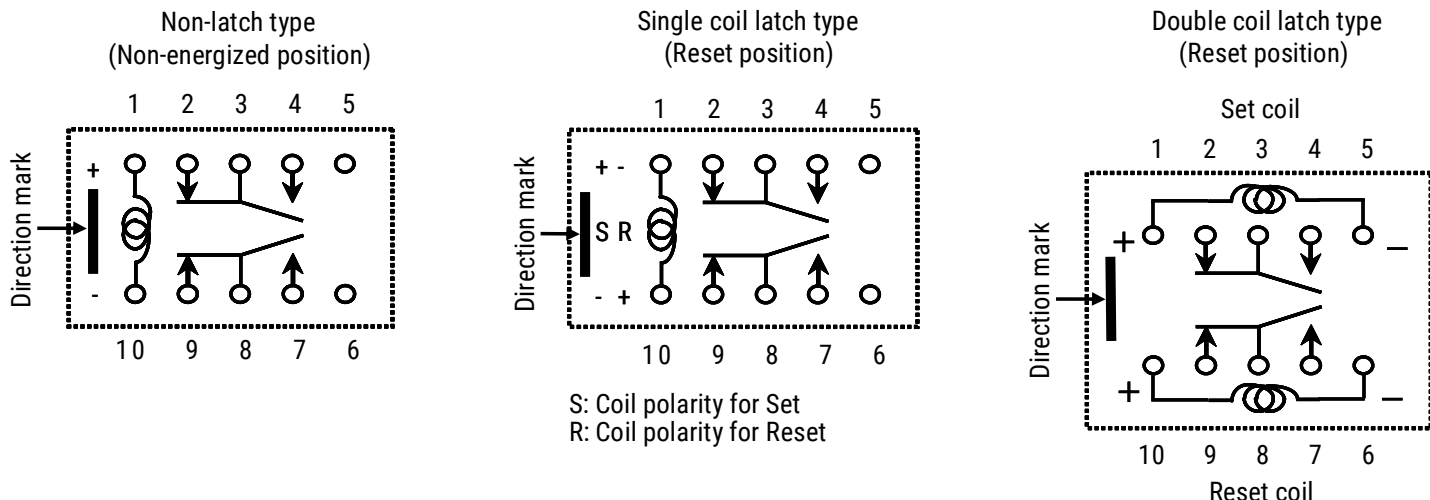 Non-latch type
(Non-energized position)
1 2 3 4 5
Direction mark
+
-
10 9 8 7 6
Single coil latch type
(Reset position)
1 2 3 4 5
Direction mark
+ -
S R
- +
10 9 8 7 6
S: Coil polarity for Set
R: Coil polarity for Reset
Double coil latch type
(Reset position)
Set coil
1 2 3 4 5
Direction mark
+ −
+ −
10 9 8 7 6
Reset coil